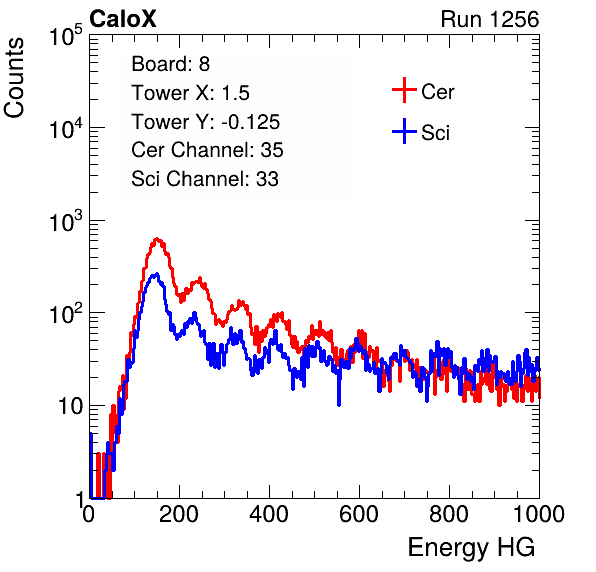 CaloX Run 1256
Counts
Board: 8
Tower X: 1.5
Tower Y: -0.125
Cer Channel: 35
Sci Channel: 33
Cer
Sci
10^5
10^4
10^3
10^2
10
1
0 200 400 600 800 1000
Energy HG